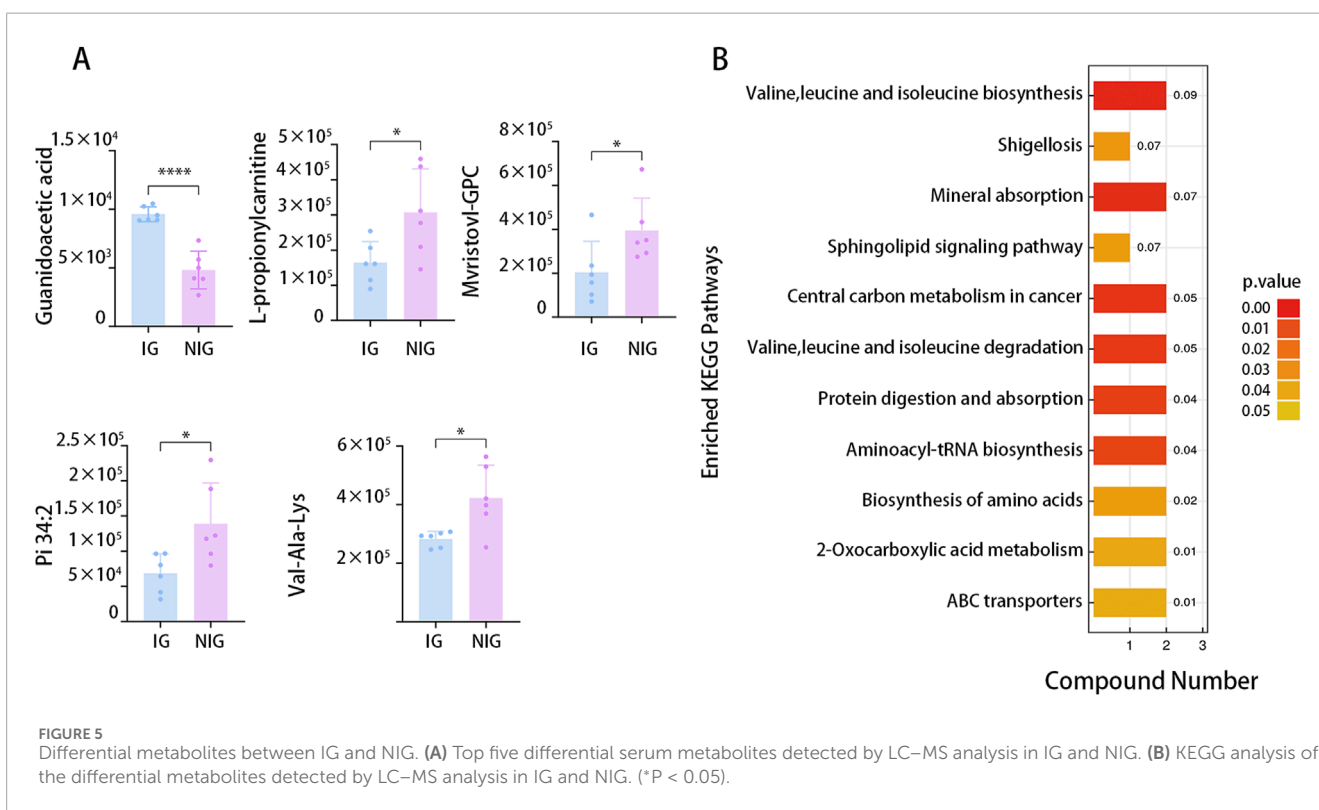 A
Guanidoacetic acid
1.5×10⁴
1×10⁴
5×10³
0
****
IG NIG
L-propionylcarnitine
5×10⁵
4×10⁵
3×10⁵
2×10⁵
1×10⁵
0
*
IG NIG
Mvristovl-GPC
8×10⁵
6×10⁵
4×10⁵
2×10⁵
0
*
IG NIG
Pi 34:2
2.5×10⁵
2×10⁵
1.5×10⁵
1×10⁵
5×10⁴
0
*
IG NIG
Val-Ala-Lys
6×10⁵
4×10⁵
2×10⁵
*
IG NIG
B
Enriched KEGG Pathways
Valine,leucine and isoleucine biosynthesis 0.09
Shigellosis 0.07
Mineral absorption 0.07
Sphingolipid signaling pathway 0.07
Central carbon metabolism in cancer 0.05
Valine,leucine and isoleucine degradation 0.05
Protein digestion and absorption 0.04
Aminoacyl-tRNA biosynthesis 0.04
Biosynthesis of amino acids 0.02
2-Oxocarboxylic acid metabolism 0.01
ABC transporters 0.01
1 2 3
Compound Number
p.value
0.00
0.01
0.02
0.03
0.04
0.05
FIGURE 5
Differential metabolites between IG and NIG. (A) Top five differential serum metabolites detected by LC–MS analysis in IG and NIG. (B) KEGG analysis of
the differential metabolites detected by LC–MS analysis in IG and NIG. (*P < 0.05).